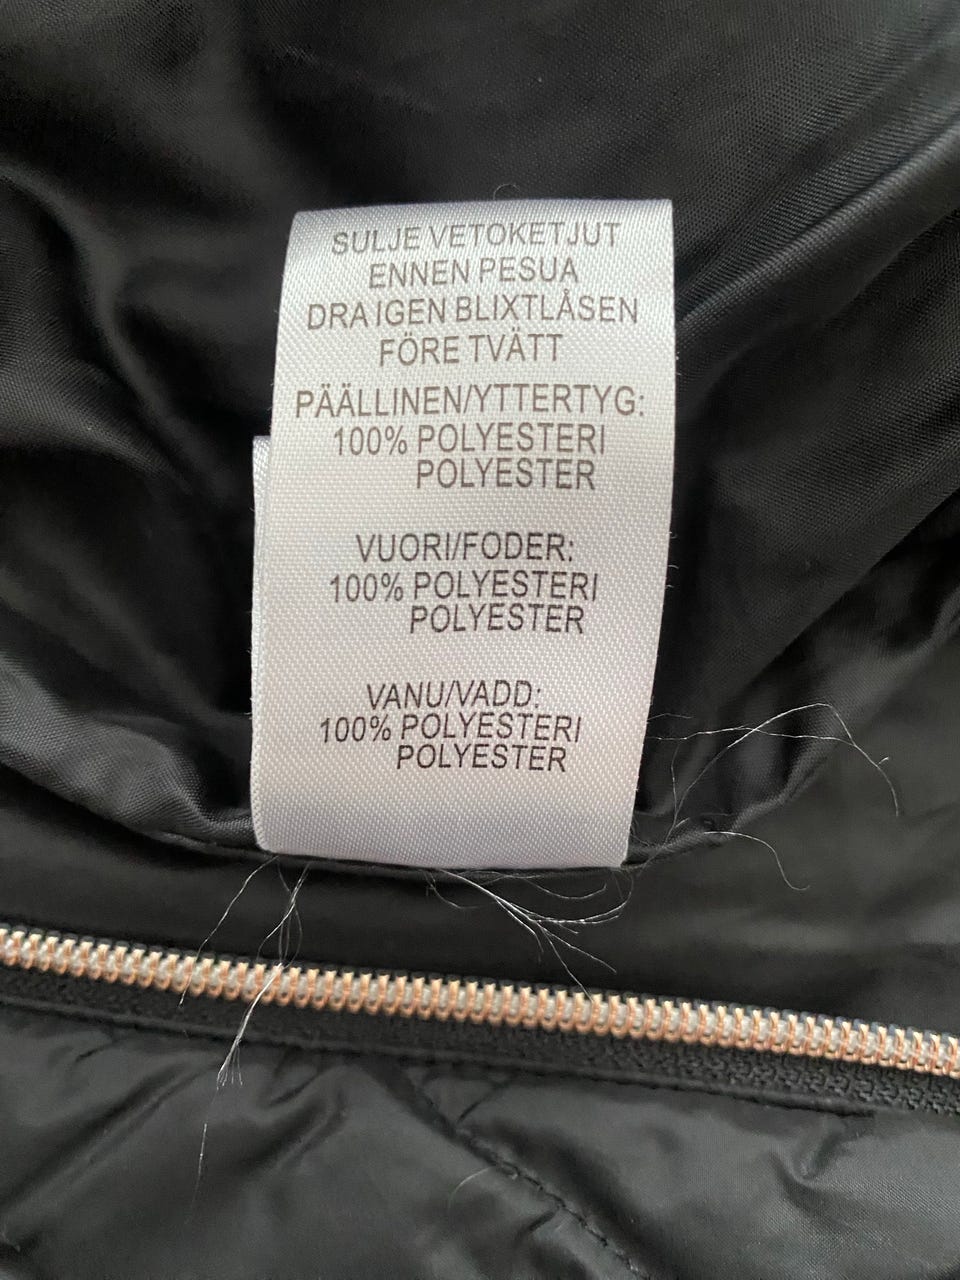 SULJE VETOKETJUT
ENNEN PESUA
DRA IGEN BLIXTLÅSEN
FÖRE TVÄTT
PÄÄLLINEN/YTTERTYG:
100% POLYESTERI
POLYESTER
VUORI/FODER:
100% POLYESTERI
POLYESTER
VANU/VADD:
100% POLYESTERI
POLYESTER